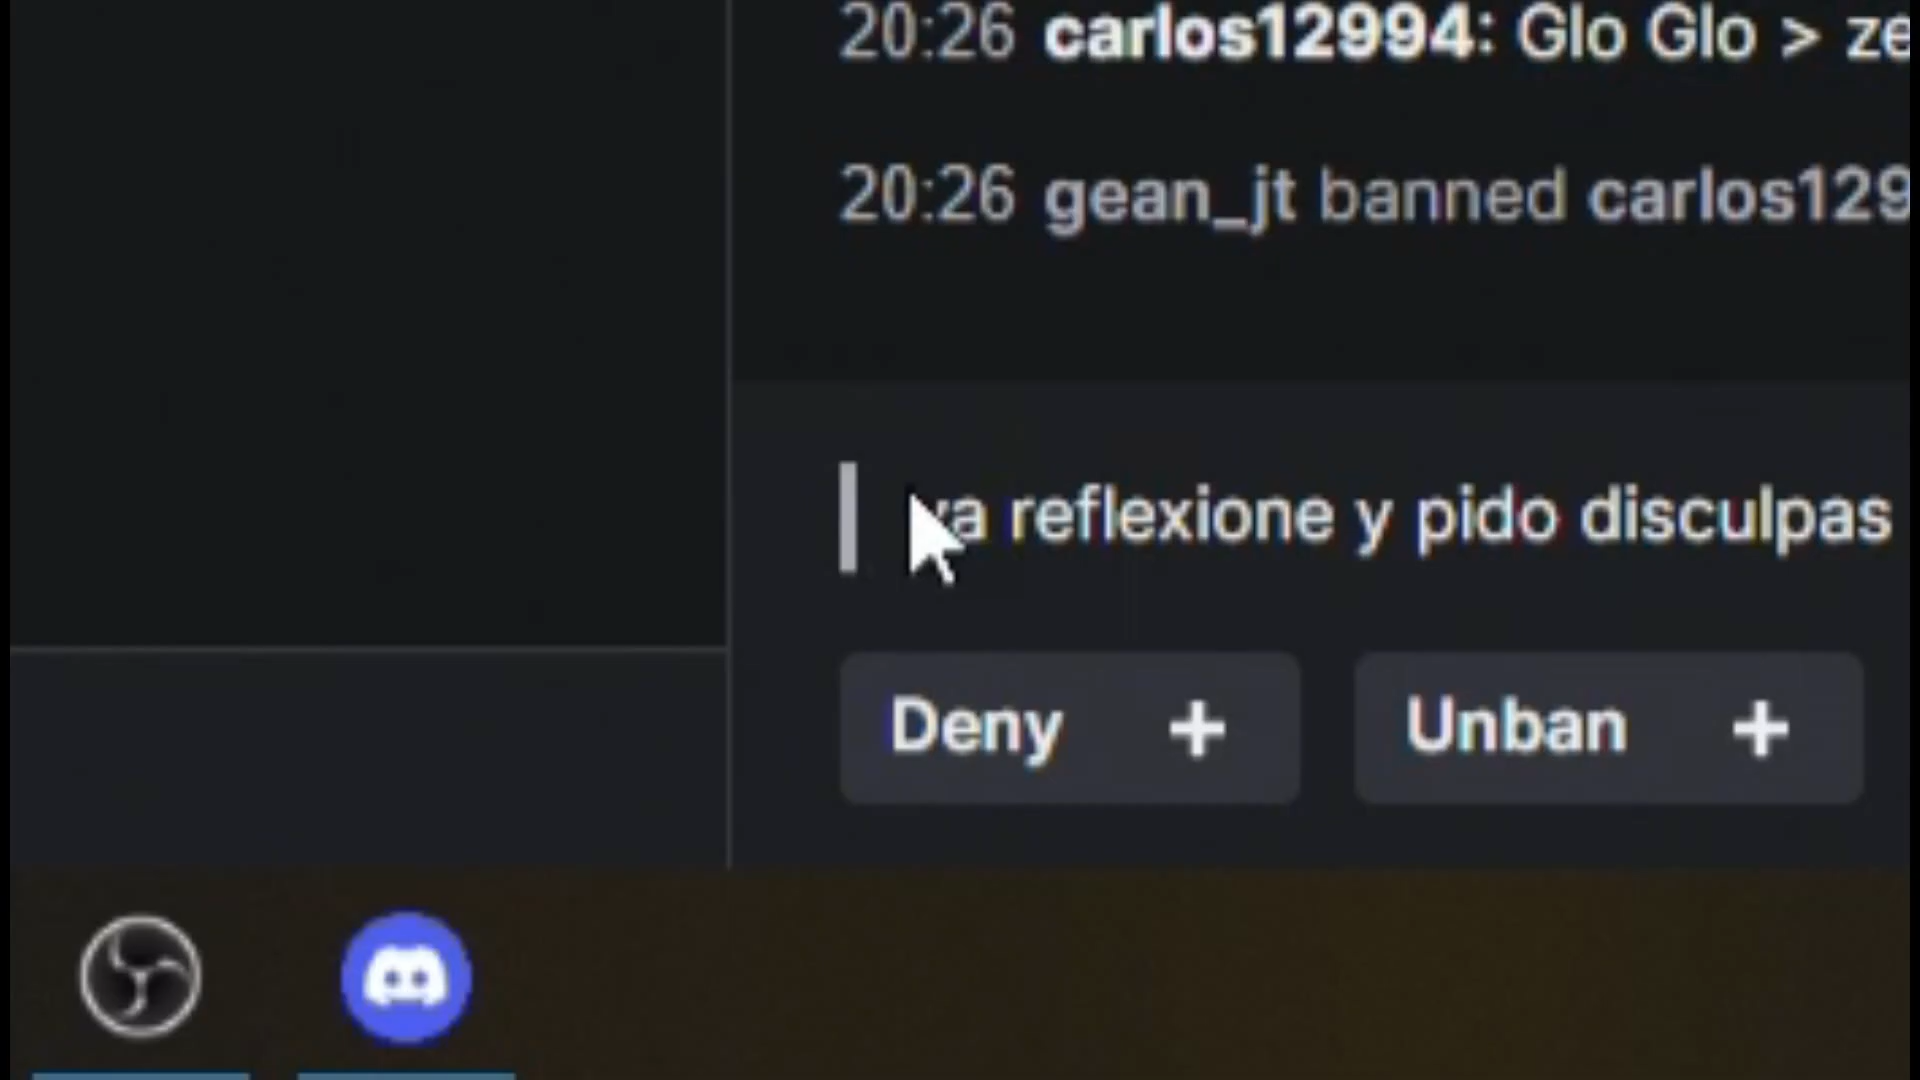 20:26 carlos12994: Glo Glo > ze
20:26 gean_jt banned carlos129
ya reflexione y pido disculpas
Deny +
Unban +